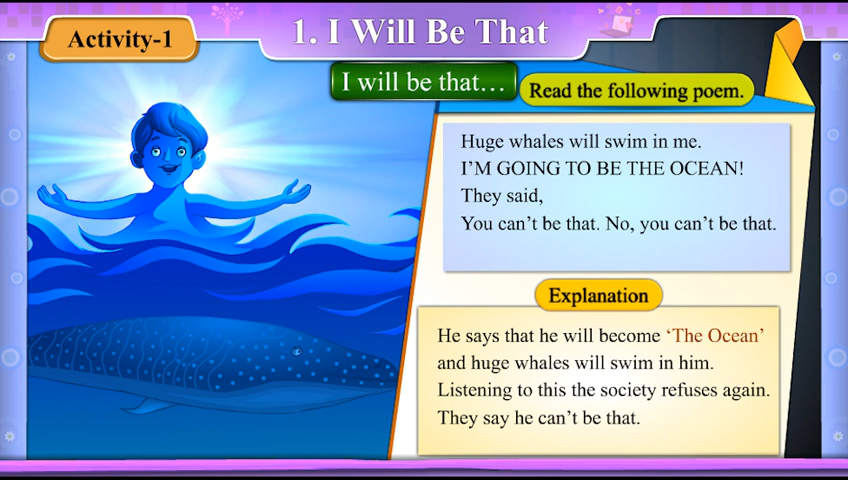 Activity-1
1. I Will Be That
I will be that...
Read the following poem.
Huge whales will swim in me.
I'M GOING TO BE THE OCEAN!
They said,
You can't be that. No, you can't be that.
Explanation
He says that he will become 'The Ocean'
and huge whales will swim in him.
Listening to this the society refuses again.
They say he can't be that.